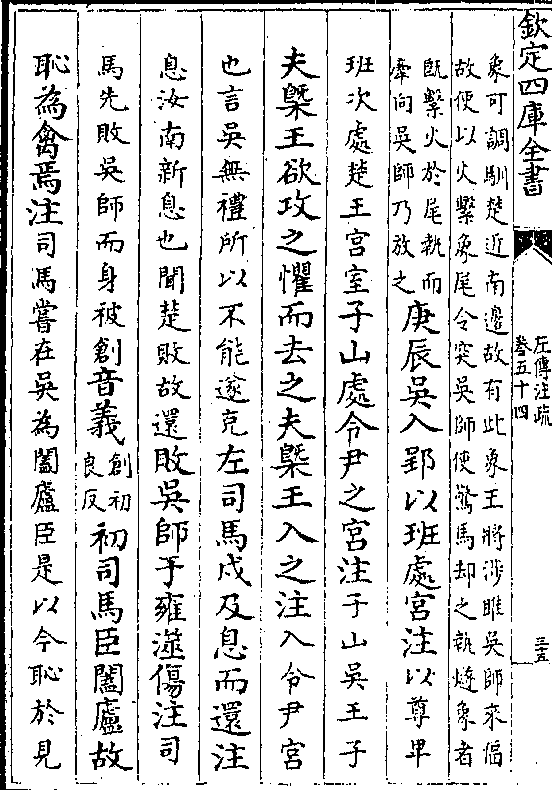 欽定四庫全書
左傳注疏
卷五十四
三五
象可調馴楚近南邊故有此象王將涉睢吳師來偪
故便以火繫象尾令突吳師使驚馬却之執燧象者
旣繫火於尾執而
牽向吳師乃放之
庚辰吳入郢以班處宮注以尊卑
班次處楚王宮室子山處令尹之宮注子山吳王子
夫槩王欲攻之懼而去之夫槩王入之注入令尹宮
也言吳無禮所以不能遂克左司馬戌及息而還注
息汝南新息也聞楚敗故還敗吳師于雍澨傷注司
馬先敗吳師而身被創音義
創初
良反
初司馬臣闔廬故
恥為禽焉注司馬嘗在吳為闔廬臣是以今恥於見